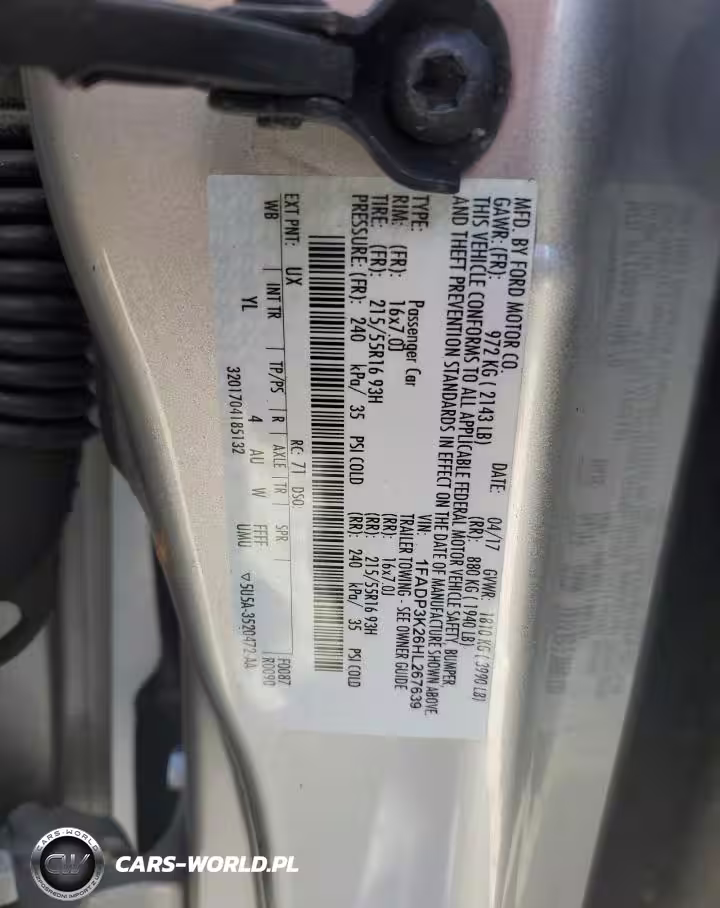 MFD. BY FORD MOTOR CO.
DATE: 04/17 GVWR: 1810 KG ( 3990 LB)
GAWR: (FR): 972 KG ( 2143 LB) (RR): 880 KG ( 1940 LB)
THIS VEHICLE CONFORMS TO ALL APPLICABLE FEDERAL MOTOR VEHICLE SAFETY, BUMPER,
AND THEFT PREVENTION STANDARDS IN EFFECT ON THE DATE OF MANUFACTURE SHOWN ABOVE
VIN: 1FADP3K26HL267639
TYPE: Passenger Car TRAILER TOWING - SEE OWNER GUIDE
RIM: (FR): 16x7.0J (RR): 16x7.0J
TIRE: (FR): 215/55R16 93H (RR): 215/55R16 93H
PRESSURE: (FR): 240 kPa/ 35 PSI COLD (RR): 240 kPa/ 35 PSI COLD
EXT PNT: UX RC: 71 DSO: F0087
WB INT TR TP/PS R AXLE TR SPR R0090
YL 4 AU W FFFF
3201704185132 UMU ▽5U5A-3520472-AA
CARS-WORLD
CW
CARS-WORLD.PL